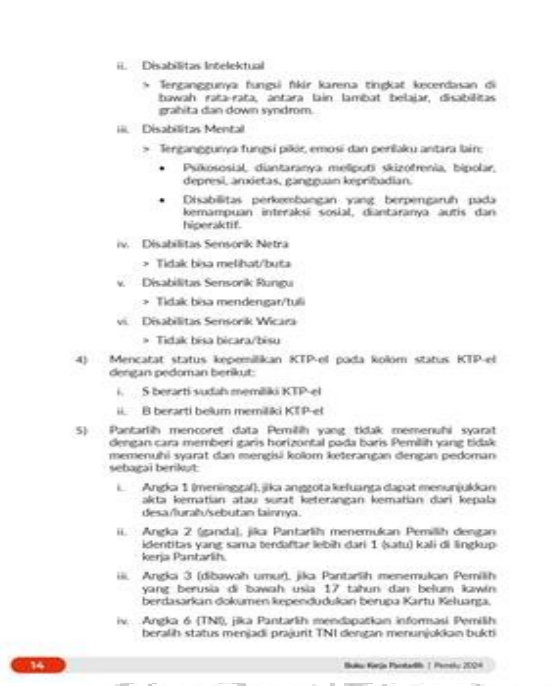 ii. Disabilitas Intelektual
> Terganggunya fungsi fikir karena tingkat kecerdasan di
bawah rata-rata, antara lain lambat belajar, disabilitas
grahita dan down syndrom.
iii. Disabilitas Mental
> Terganggunya fungsi pikir, emosi dan perilaku antara lain:
• Psikososial, diantaranya meliputi skizofrenia, bipolar,
depresi, anxietas, gangguan kepribadian.
• Disabilitas perkembangan yang berpengaruh pada
kemampuan interaksi sosial, diantaranya autis dan
hiperaktif.
iv. Disabilitas Sensorik Netra
> Tidak bisa melihat/buta
v. Disabilitas Sensorik Rungu
> Tidak bisa mendengar/tuli
vi. Disabilitas Sensorik Wicara
> Tidak bisa bicara/bisu
4) Mencatat status kepemilikan KTP-el pada kolom status KTP-el
dengan pedoman berikut:
i. S berarti sudah memiliki KTP-el
ii. B berarti belum memiliki KTP-el
5) Pantarlih mencoret data Pemilih yang tidak memenuhi syarat
dengan cara memberi garis horizontal pada baris Pemilih yang tidak
memenuhi syarat dan mengisi kolom keterangan dengan pedoman
sebagai berikut:
i. Angka 1 (meninggal), jika anggota keluarga dapat menunjukkan
akta kematian atau surat keterangan kematian dari kepala
desa/lurah/sebutan lainnya.
ii. Angka 2 (ganda), jika Pantarlih menemukan Pemilih dengan
identitas yang sama terdaftar lebih dari 1 (satu) kali di lingkup
kerja Pantarlih.
iii. Angka 3 (dibawah umur), jika Pantarlih menemukan Pemilih
yang berusia di bawah usia 17 tahun dan belum kawin
berdasarkan dokumen kependudukan berupa Kartu Keluarga.
iv. Angka 6 (TNI), jika Pantarlih mendapatkan informasi Pemilih
beralih status menjadi prajurit TNI dengan menunjukkan bukti
14 Buku Kerja Pantarlih | Pemilu 2024